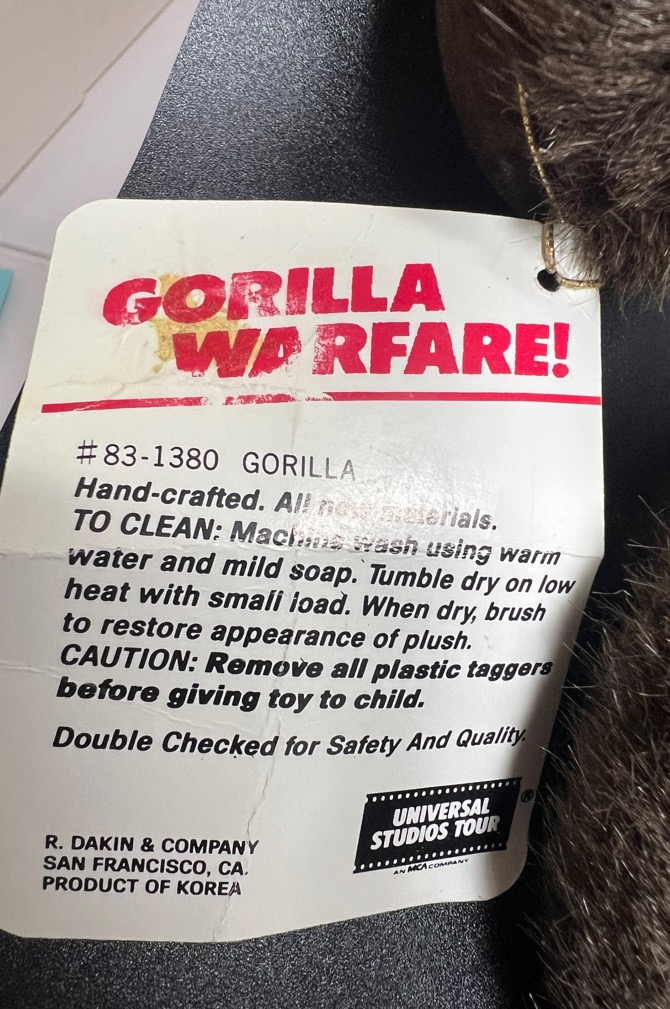 GORILLA
WARFARE!
#83-1380 GORILLA
Hand-crafted. All new materials.
TO CLEAN: Machine wash using warm
water and mild soap. Tumble dry on low
heat with small load. When dry, brush
to restore appearance of plush.
CAUTION: Remove all plastic taggers
before giving toy to child.
Double Checked for Safety And Quality.
UNIVERSAL
STUDIOS TOUR ®
AN MCA COMPANY
R. DAKIN & COMPANY
SAN FRANCISCO, CA.
PRODUCT OF KOREA